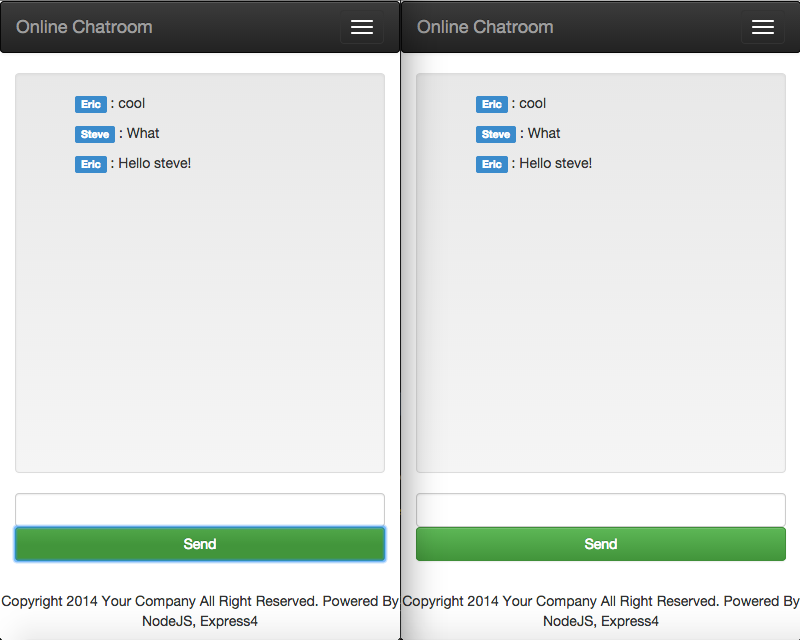 Online Chatroom
Eric : cool
Steve : What
Eric : Hello steve!
Send
Copyright 2014 Your Company All Right Reserved. Powered By
NodeJS, Express4
Online Chatroom
Eric : cool
Steve : What
Eric : Hello steve!
Send
Copyright 2014 Your Company All Right Reserved. Powered By
NodeJS, Express4